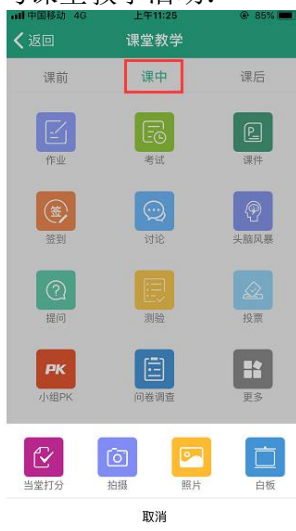 中国移动 4G 上午11:25 85%
返回 课堂教学
课前 课中 课后
作业 考试 课件
签
签到 讨论 头脑风暴
提问 测验 投票
PK
小组PK 问卷调查 更多
当堂打分 拍摄 照片 白板
取消